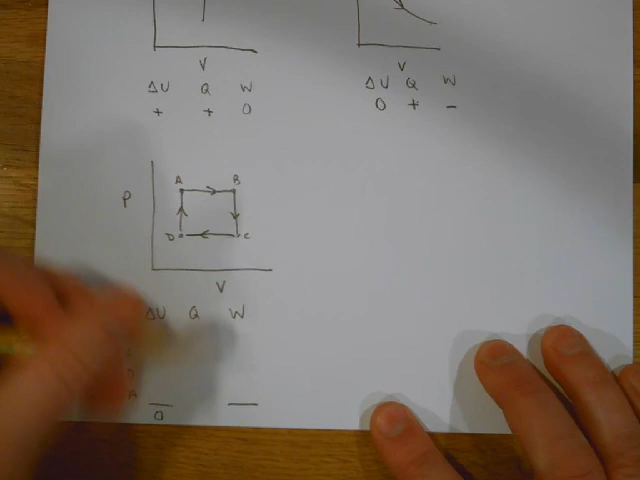 V
V
ΔU Q W
ΔU Q W
+ + 0
0 + -
A B
P
D C
V
ΔU Q W
A
0